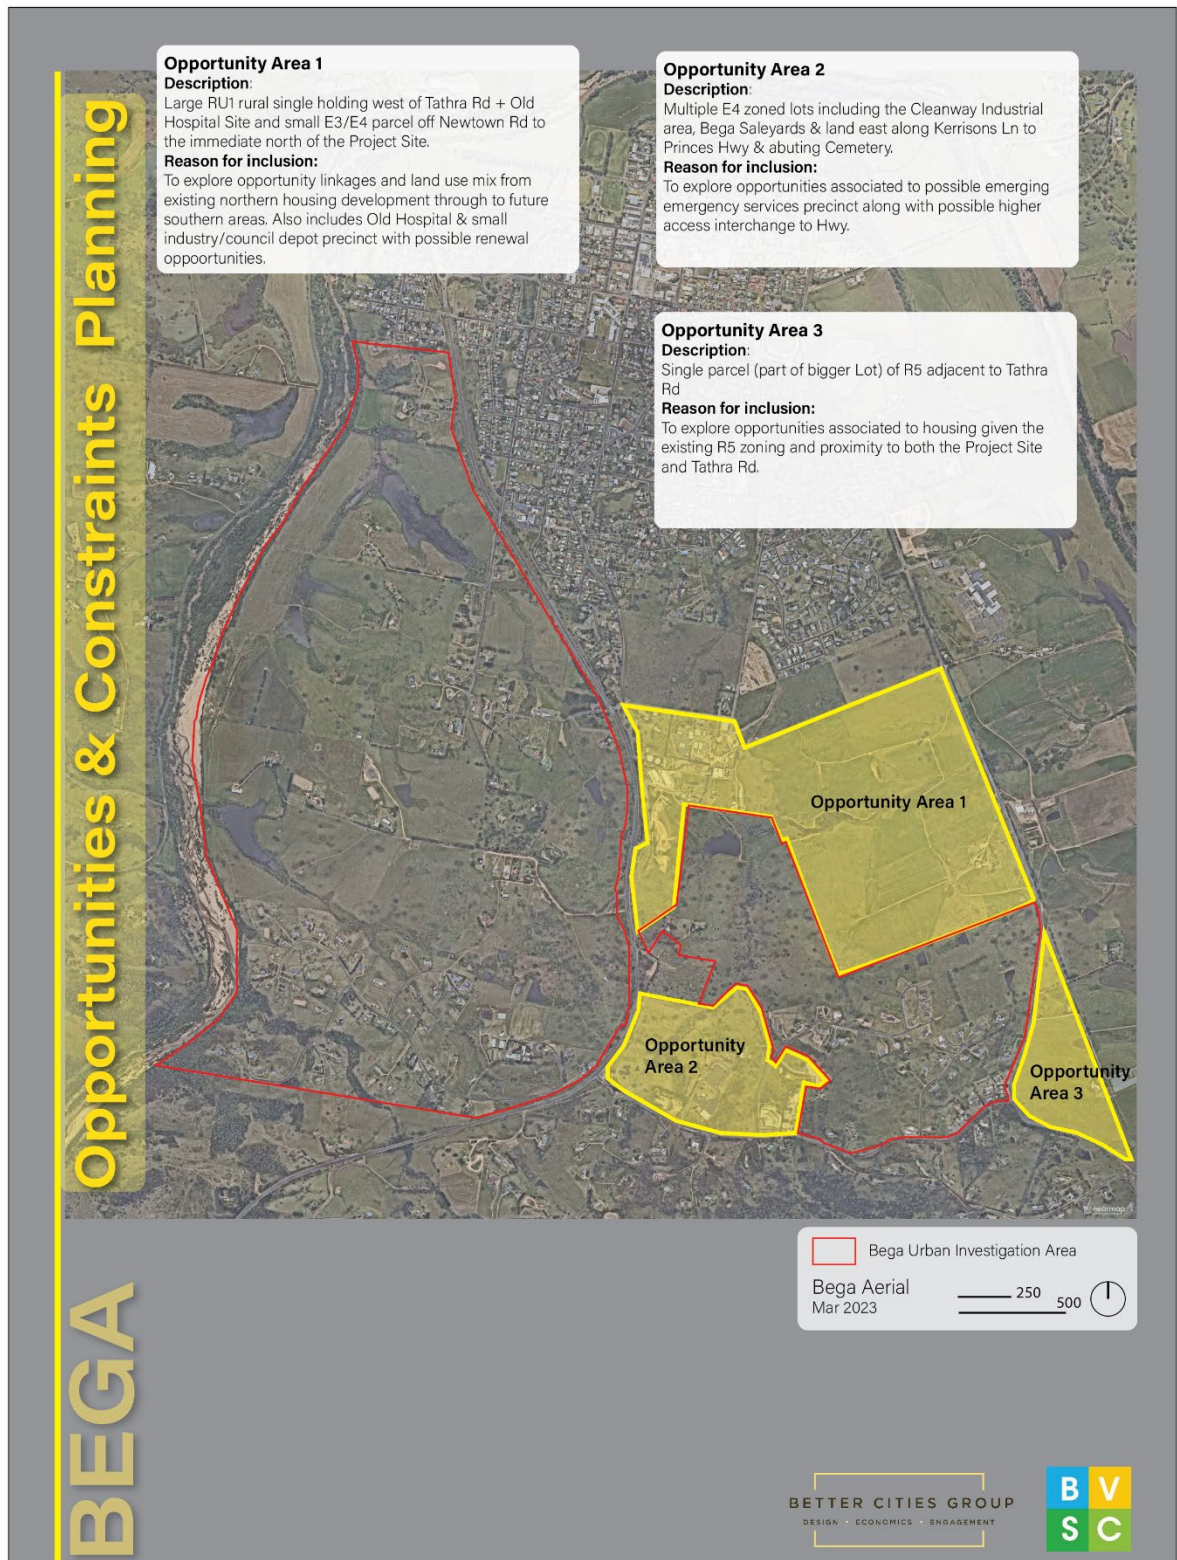 Opportunities & Constraints Planning
BEGA
Opportunity Area 1
Description:
Large RU1 rural single holding west of Tathra Rd + Old
Hospital Site and small E3/E4 parcel off Newtown Rd to
the immediate north of the Project Site.
Reason for inclusion:
To explore opportunity linkages and land use mix from
existing northern housing development through to future
southern areas. Also includes Old Hospital & small
industry/council depot precinct with possible renewal
oppoortunities.
Opportunity Area 2
Description:
Multiple E4 zoned lots including the Cleanway Industrial
area, Bega Saleyards & land east along Kerrisons Ln to
Princes Hwy & abuting Cemetery.
Reason for inclusion:
To explore opportunities associated to possible emerging
emergency services precinct along with possible higher
access interchange to Hwy.
Opportunity Area 3
Description:
Single parcel (part of bigger Lot) of R5 adjacent to Tathra
Rd
Reason for inclusion:
To explore opportunities associated to housing given the
existing R5 zoning and proximity to both the Project Site
and Tathra Rd.
Opportunity Area 1
Opportunity
Area 2
Opportunity
Area 3
nearmap
Bega Urban Investigation Area
Bega Aerial
Mar 2023
250
500
BETTER CITIES GROUP
DESIGN • ECONOMICS • ENGAGEMENT
B V
S C